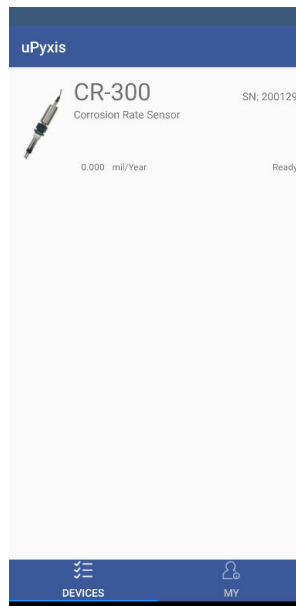 uPyxis
CR-300
SN: 200129
Corrosion Rate Sensor
0.000 mil/Year
Ready
DEVICES
MY